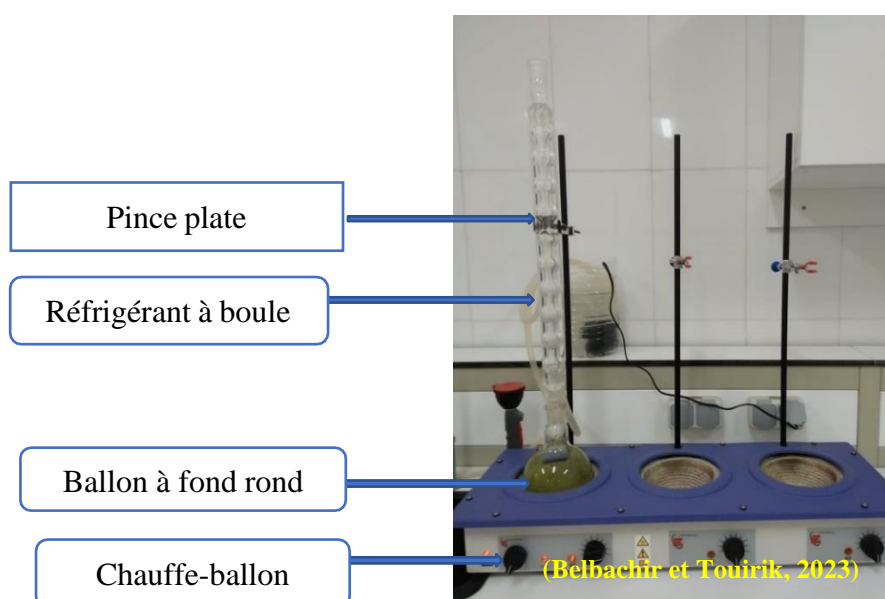 Pince plate
Réfrigérant à boule
Ballon à fond rond
Chauffe-ballon
(Belbachir et Touirik, 2023)